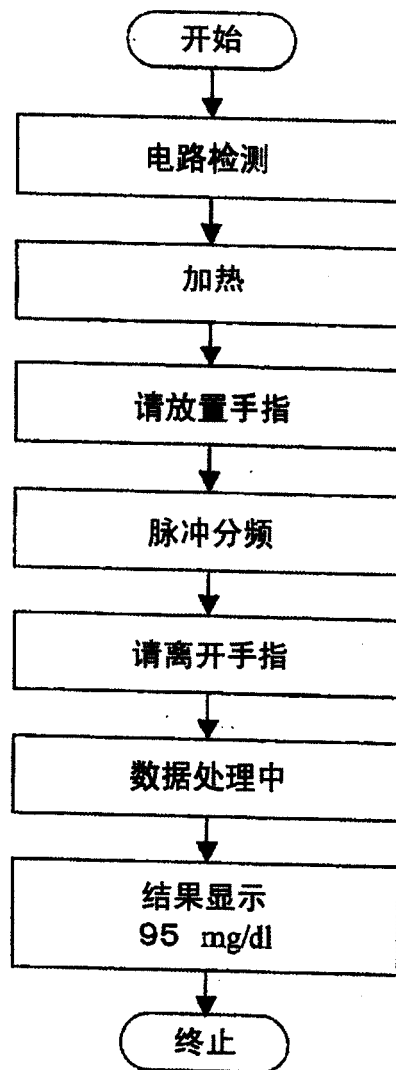 开始
电路检测
加热
请放置手指
脉冲分频
请离开手指
数据处理中
结果显示
95 mg/dl
终止